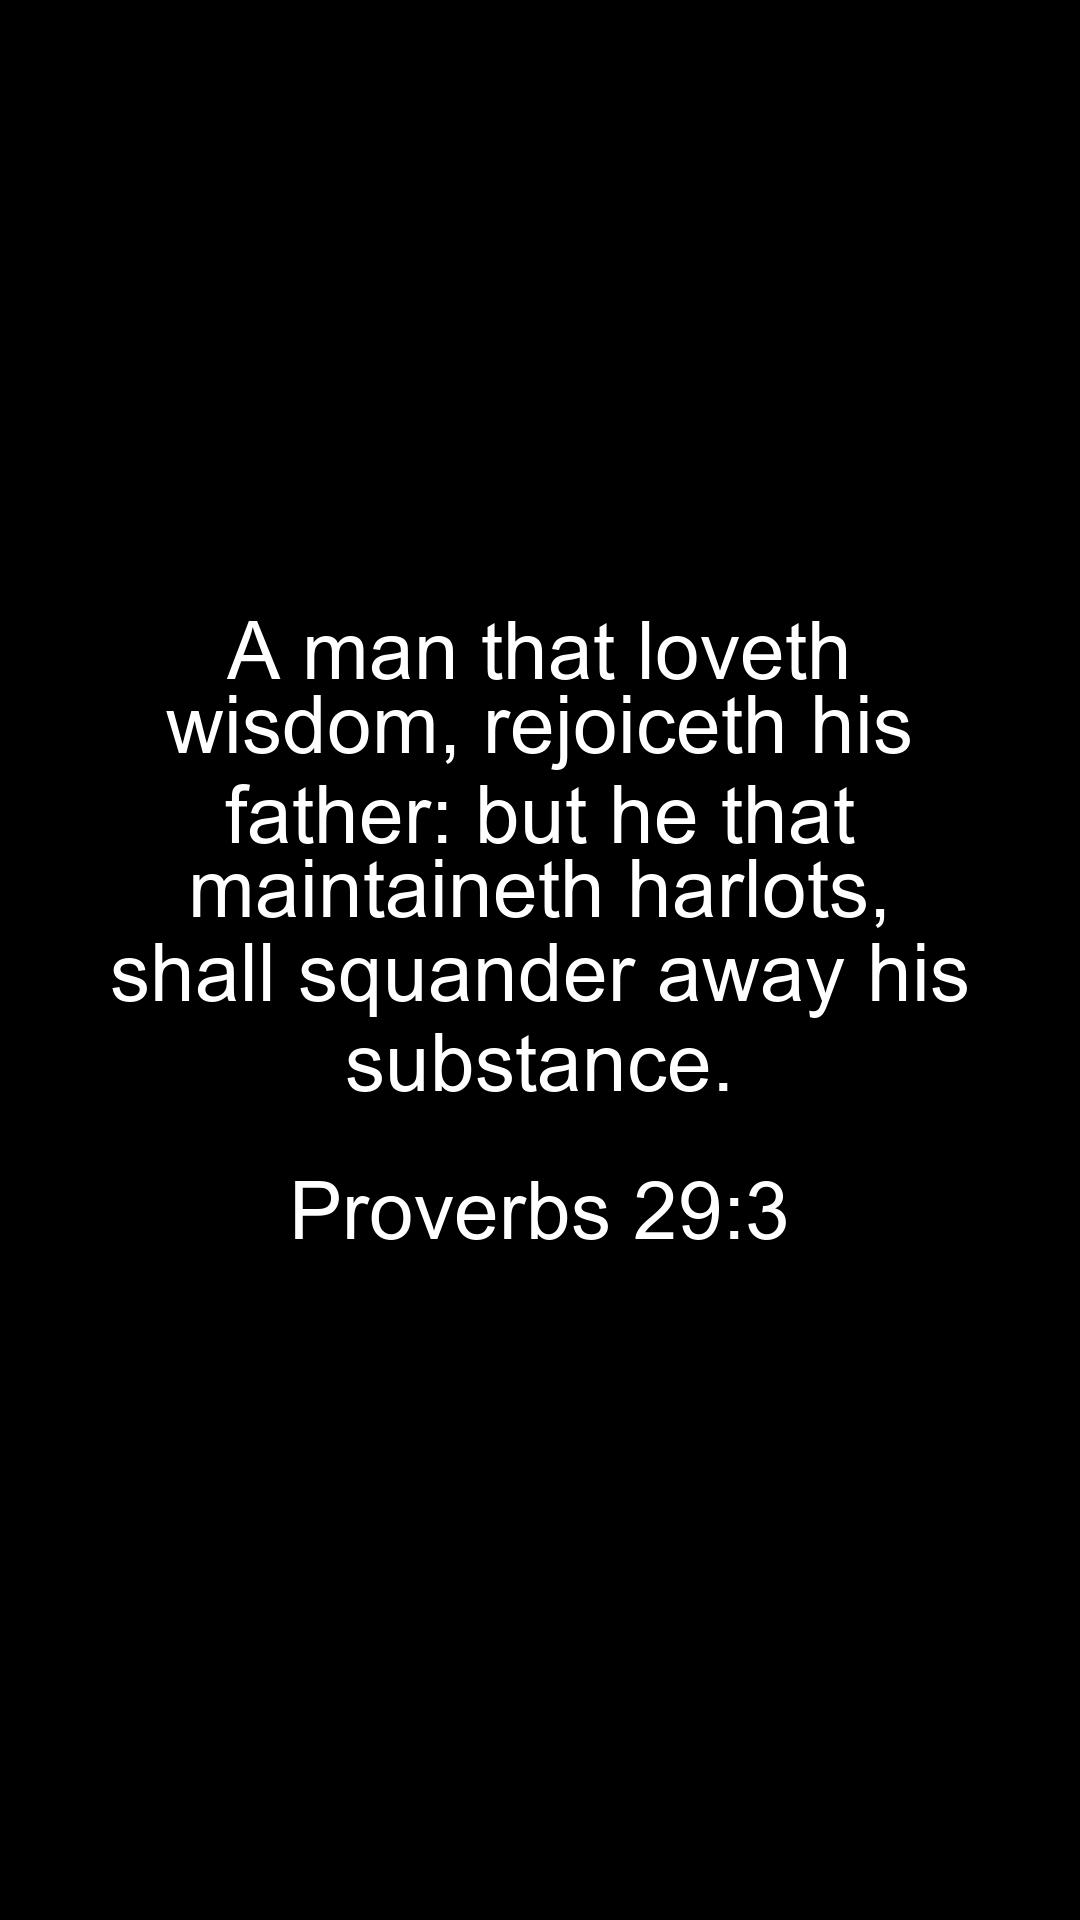 A man that loveth
wisdom, rejoiceth his
father: but he that
maintaineth harlots,
shall squander away his
substance.
Proverbs 29:3